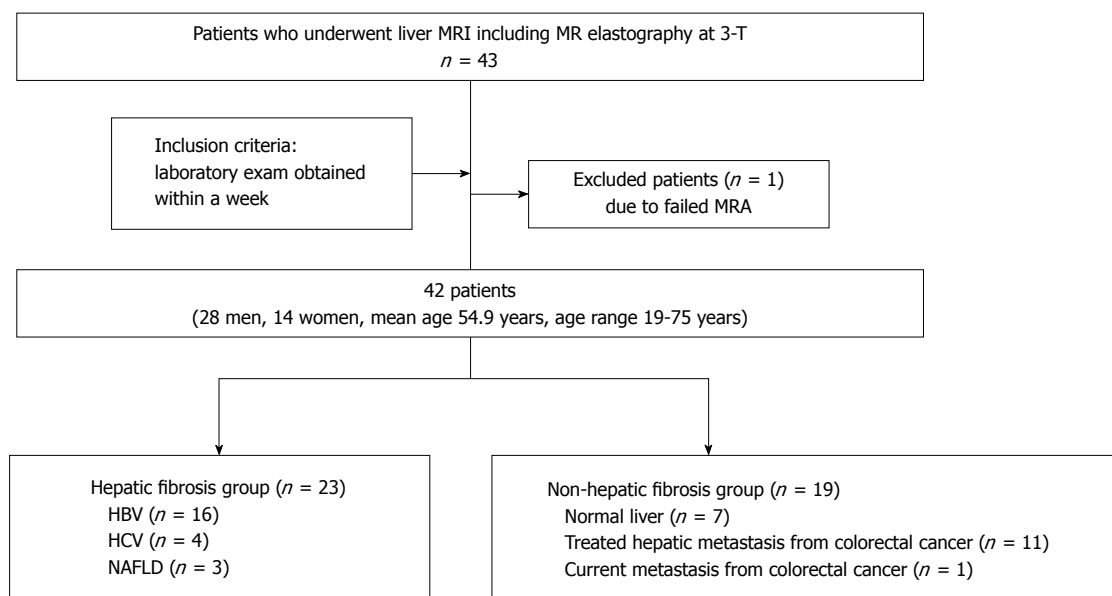 Patients who underwent liver MRI including MR elastography at 3-T
n = 43
Inclusion criteria:
laboratory exam obtained
within a week
Excluded patients (n = 1)
due to failed MRA
42 patients
(28 men, 14 women, mean age 54.9 years, age range 19-75 years)
Hepatic fibrosis group (n = 23)
HBV (n = 16)
HCV (n = 4)
NAFLD (n = 3)
Non-hepatic fibrosis group (n = 19)
Normal liver (n = 7)
Treated hepatic metastasis from colorectal cancer (n = 11)
Current metastasis from colorectal cancer (n = 1)